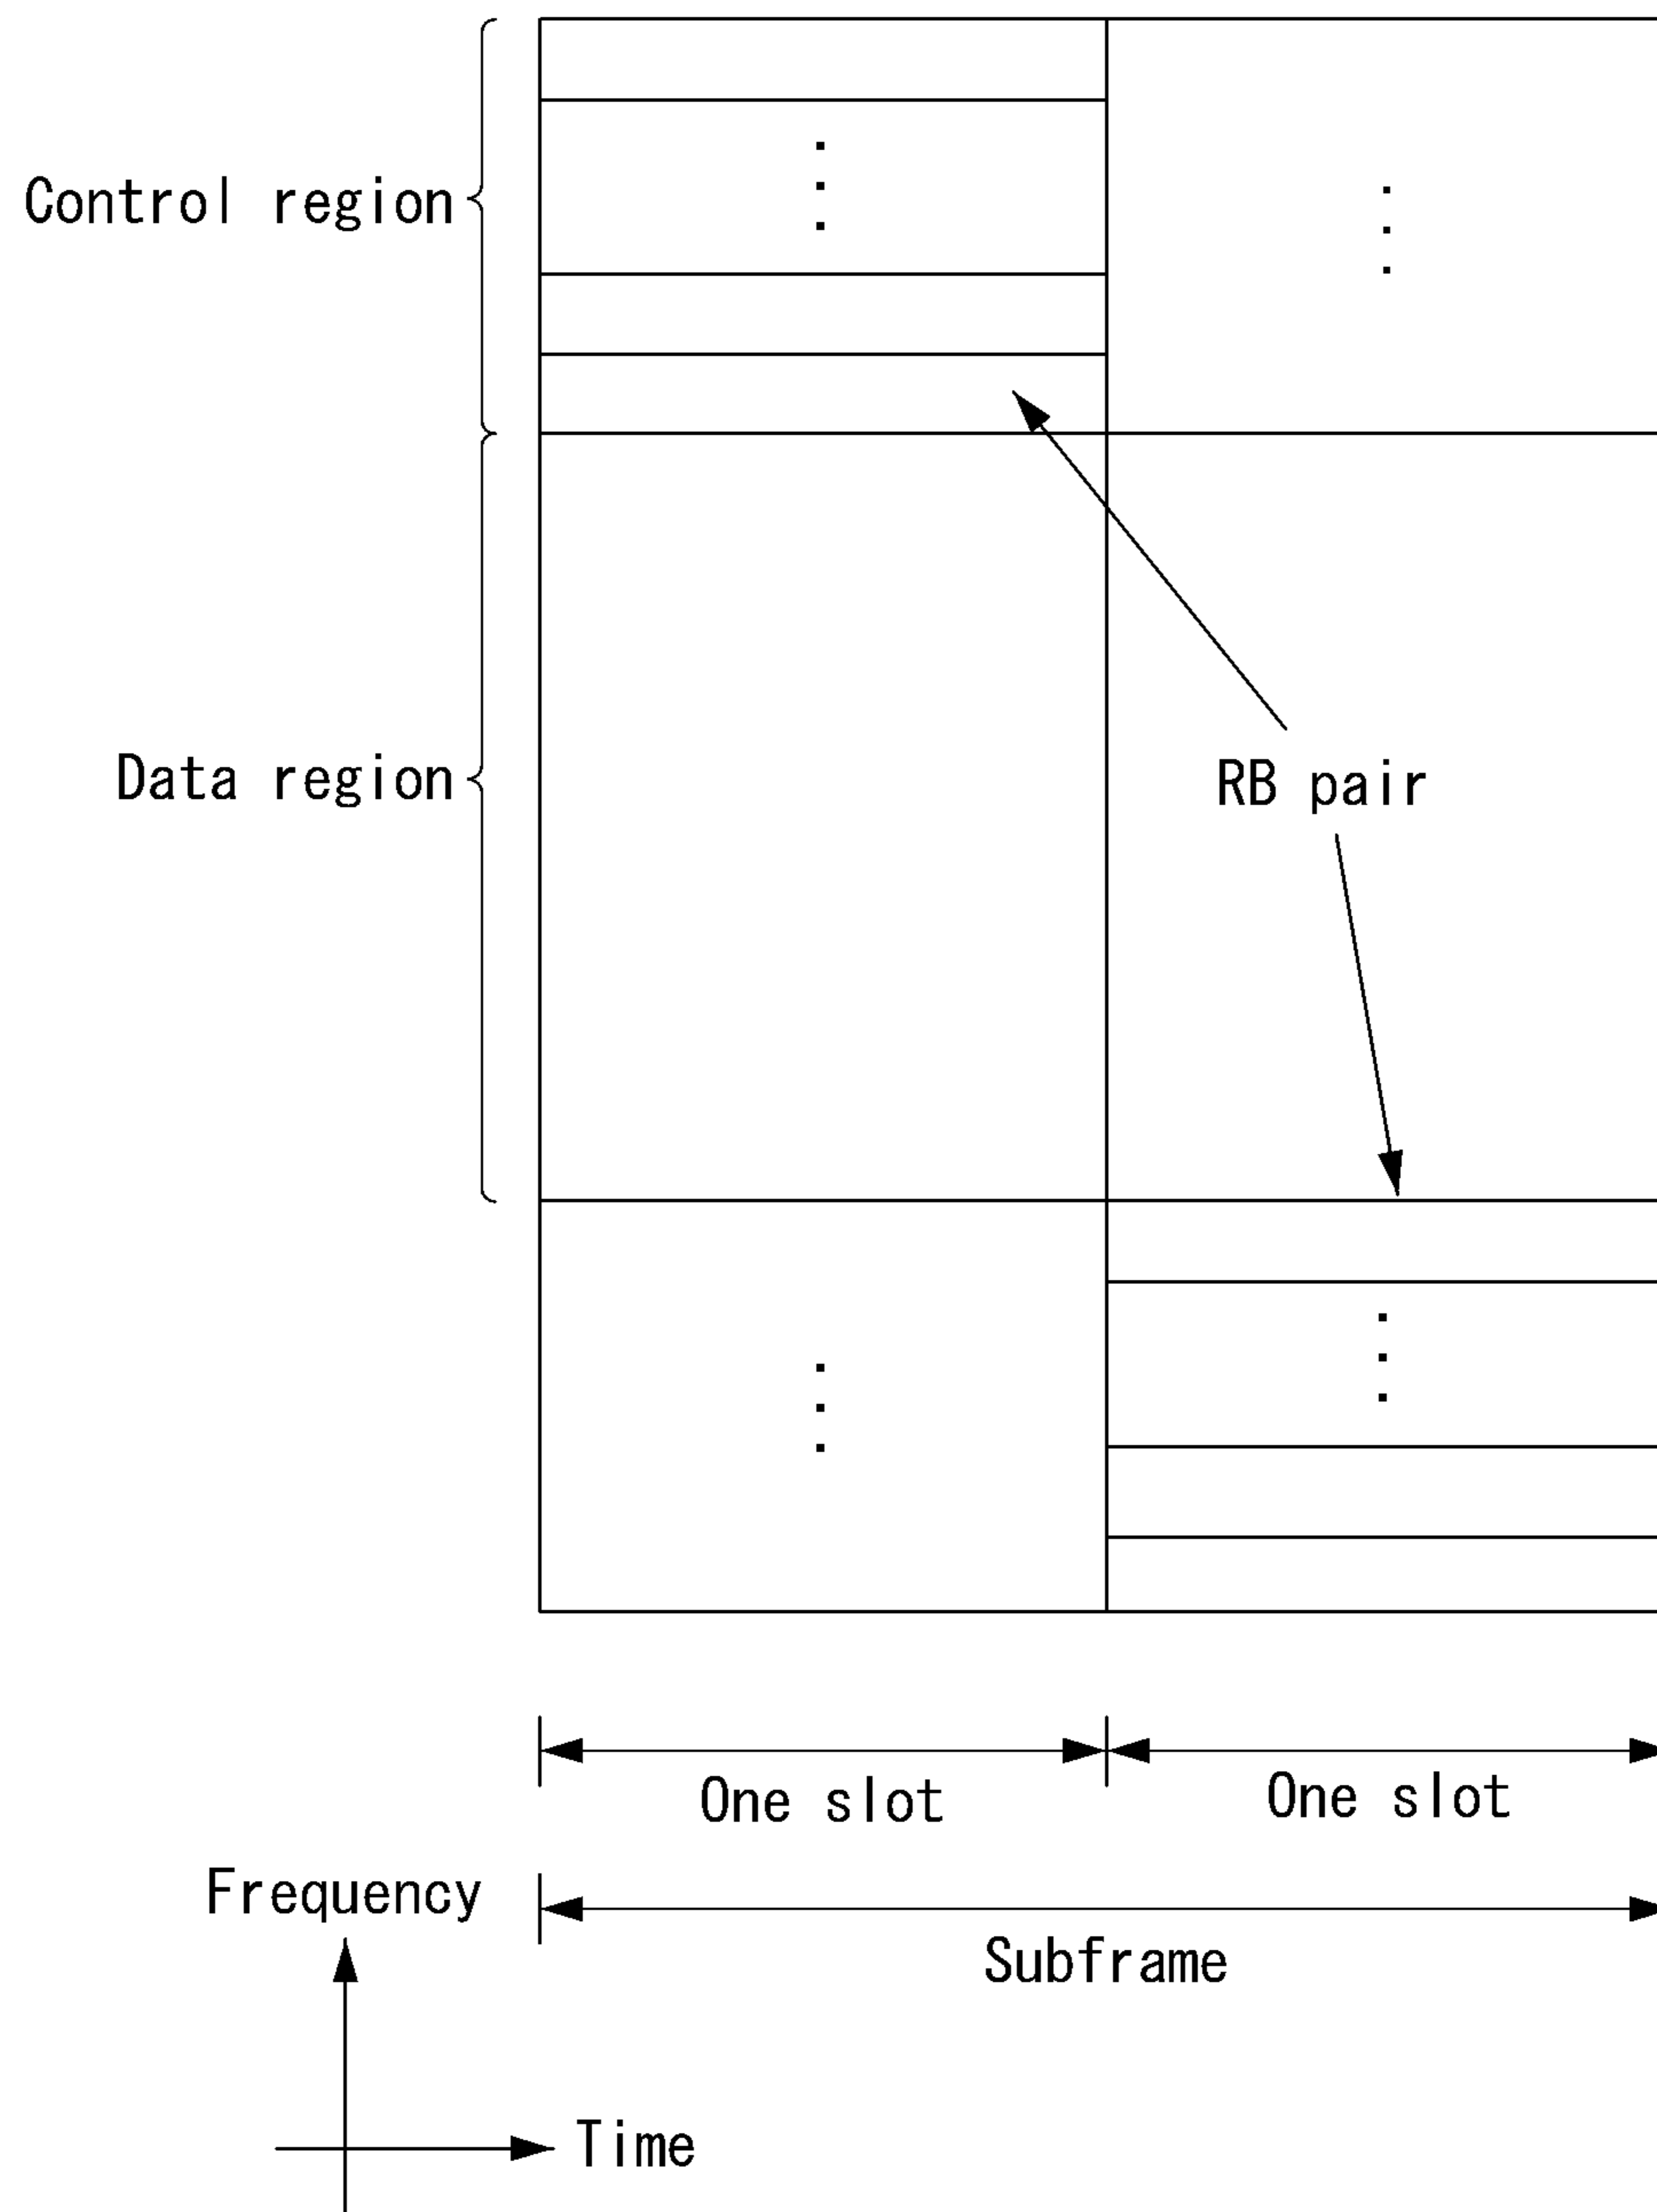 Control region
Data region
RB pair
One slot
One slot
Frequency
Subframe
Time